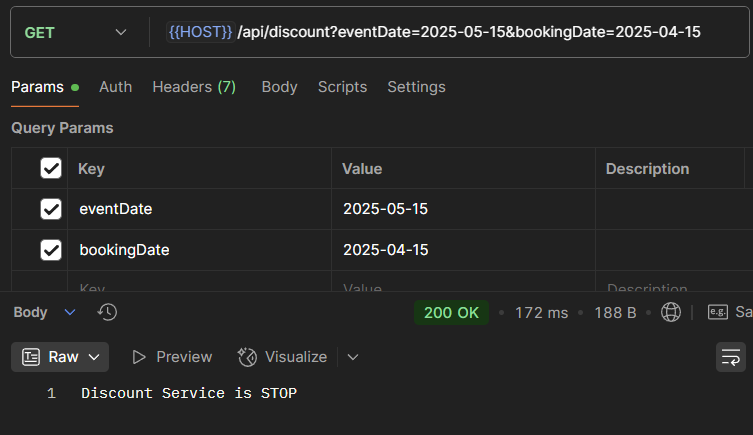 GET {{HOST}} /api/discount?eventDate=2025-05-15&bookingDate=2025-04-15
Params Auth Headers (7) Body Scripts Settings
Query Params
Key Value Description
eventDate 2025-05-15
bookingDate 2025-04-15
Key Value Description
Body 200 OK 172 ms 188 B e.g. Sa
Raw Preview Visualize
1 Discount Service is STOP